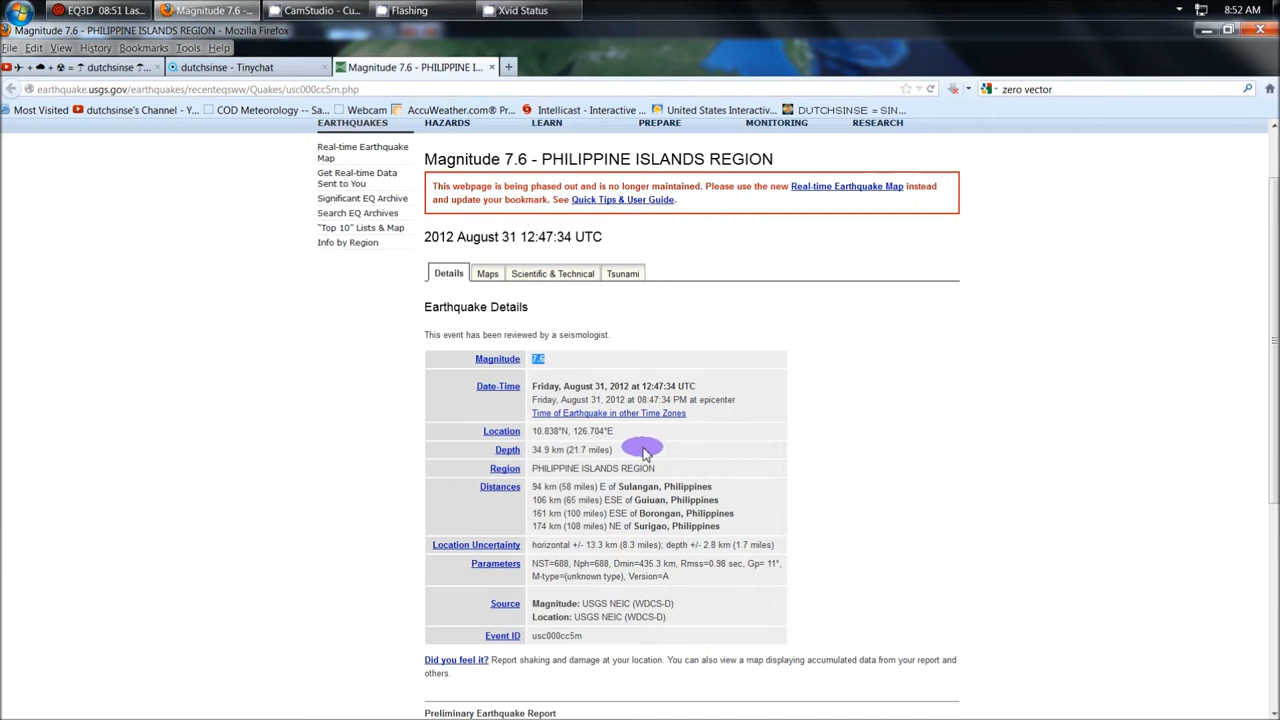 EQ3D 08:51 Las...
Magnitude 7.6 -...
CamStudio - Cu...
Flashing
Xvid Status
8:52 AM
Magnitude 7.6 - PHILIPPINE ISLANDS REGION - Mozilla Firefox
File Edit View History Bookmarks Tools Help
dutchsinse ...
dutchsinse - Tinychat
Magnitude 7.6 - PHILIPPINE I...
earthquake.usgs.gov/earthquakes/recenteqsww/Quakes/usc000cc5m.php
zero vector
Most Visited
dutchsinse's Channel - Y...
COD Meteorology -- Sa...
Webcam
AccuWeather.com® Pr...
Intellicast - Interactive ...
United States Interactiv...
DUTCHSINSE = SIN...
EARTHQUAKES
HAZARDS
LEARN
PREPARE
MONITORING
RESEARCH
Real-time Earthquake
Map
Get Real-time Data
Sent to You
Significant EQ Archive
Search EQ Archives
"Top 10" Lists & Map
Info by Region
Magnitude 7.6 - PHILIPPINE ISLANDS REGION
This webpage is being phased out and is no longer maintained. Please use the new Real-time Earthquake Map instead
and update your bookmark. See Quick Tips & User Guide.
2012 August 31 12:47:34 UTC
Details
Maps
Scientific & Technical
Tsunami
Earthquake Details
This event has been reviewed by a seismologist.
Magnitude 7.6
Date-Time Friday, August 31, 2012 at 12:47:34 UTC
Friday, August 31, 2012 at 08:47:34 PM at epicenter
Time of Earthquake in other Time Zones
Location 10.838°N, 126.704°E
Depth 34.9 km (21.7 miles)
Region PHILIPPINE ISLANDS REGION
Distances 94 km (58 miles) E of Sulangan, Philippines
106 km (65 miles) ESE of Guiuan, Philippines
161 km (100 miles) ESE of Borongan, Philippines
174 km (108 miles) NE of Surigao, Philippines
Location Uncertainty horizontal +/- 13.3 km (8.3 miles); depth +/- 2.8 km (1.7 miles)
Parameters NST=688, Nph=688, Dmin=435.3 km, Rmss=0.98 sec, Gp= 11°,
M-type=(unknown type), Version=A
Source Magnitude: USGS NEIC (WDCS-D)
Location: USGS NEIC (WDCS-D)
Event ID usc000cc5m
Did you feel it? Report shaking and damage at your location. You can also view a map displaying accumulated data from your report and
others.
Preliminary Earthquake Report